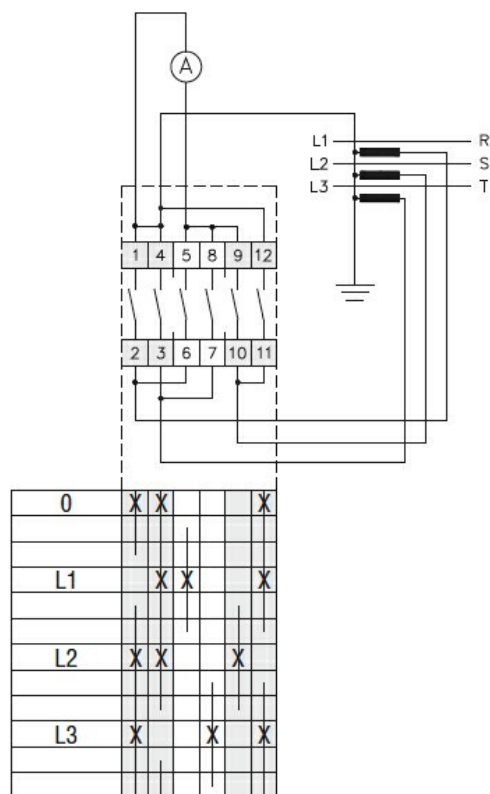 A
L1 R
L2 S
L3 T
1 4 5 8 9 12
2 3 6 7 10 11
0 X X X
L1 X X X
L2 X X X
L3 X X X